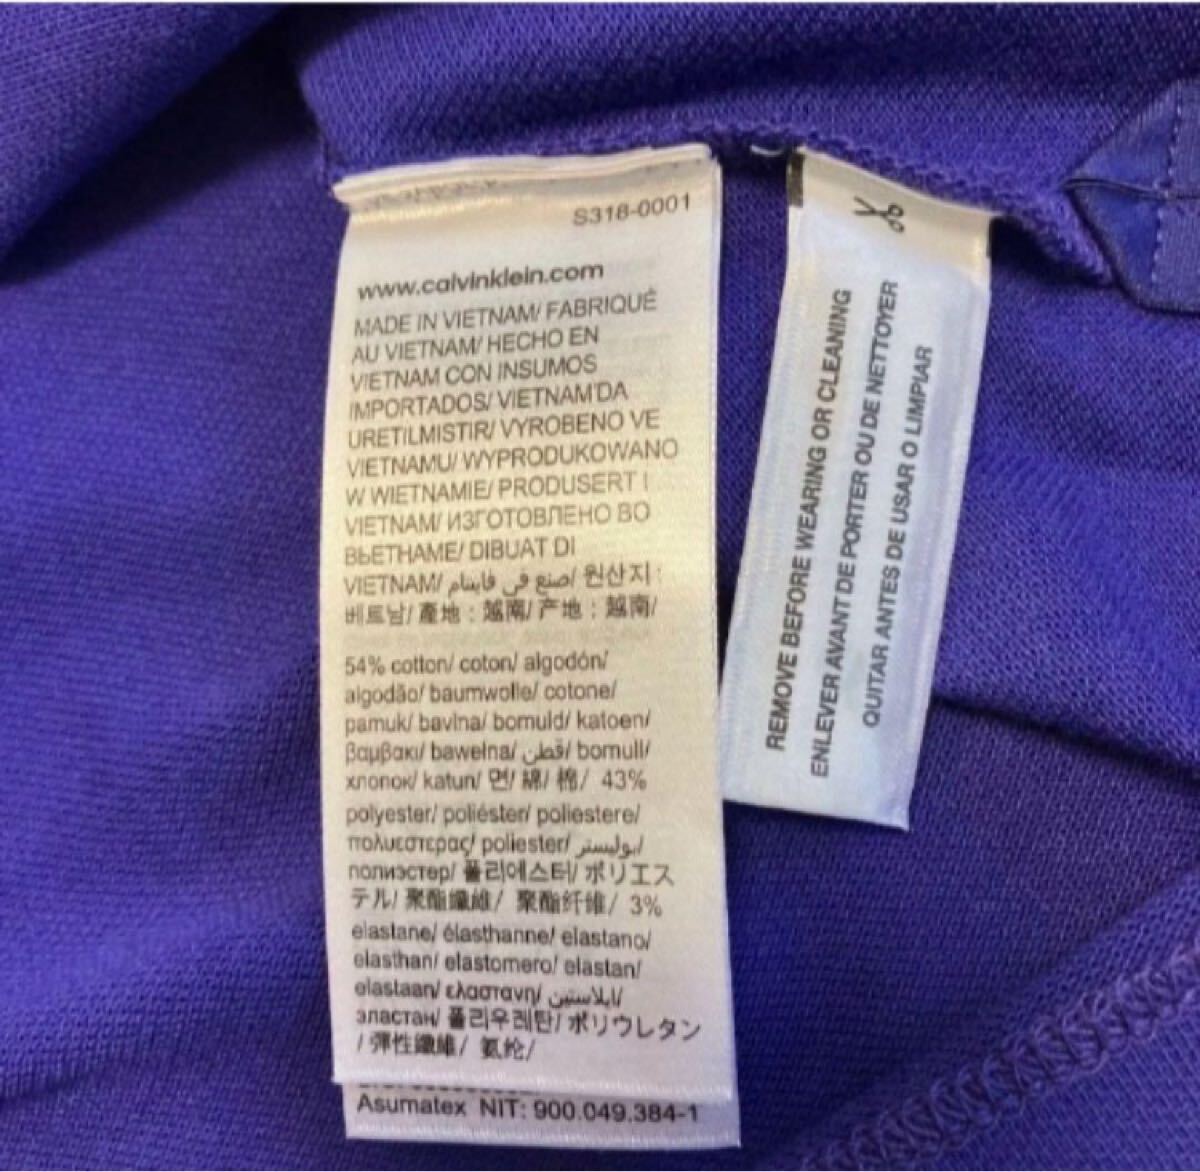 S318-0001
www.calvinklein.com
MADE IN VIETNAM/ FABRIQUÉ
AU VIETNAM/ HECHO EN
VIETNAM CON INSUMOS
IMPORTADOS/ VIETNAM'DA
URETILMISTIR/ VYROBENO VE
VIETNAMU/ WYPRODUKOWANO
W WIETNAMIE/ PRODUSERT I
VIETNAM/ ИЗГОТОВЛЕНО ВО
ВЬЕТНАМЕ/ DIBUAT DI
VIETNAM/ صنع في فايتنام/ 원산지 :
베트남/ 產地 : 越南/ 产地 : 越南/
54% cotton/ coton/ algodón/
algodão/ baumwolle/ cotone/
pamuk/ bavlna/ bomuld/ katoen/
βαμβακι/ bawełna/ قطن/ bomull/
хлопок/ katun/ 면/ 綿/ 棉/ 43%
polyester/ poliéster/ poliestere/
πολυεστερας/ poliester/ بوليستر/
полиэстер/ 폴리에스터/ ポリエス
テル/ 聚酯纖維/ 聚酯纤维/ 3%
elastane/ élasthanne/ elastano/
elasthan/ elastomero/ elastan/
elastaan/ ελαστανη/ ايلاستين/
эластан/ 폴리우레탄/ ポリウレタン
/ 彈性纖維/ 氨纶/
Asumatex NIT: 900.049.384-1
REMOVE BEFORE WEARING OR CLEANING
ENLEVER AVANT DE PORTER OU DE NETTOYER
QUITAR ANTES DE USAR O LIMPIAR